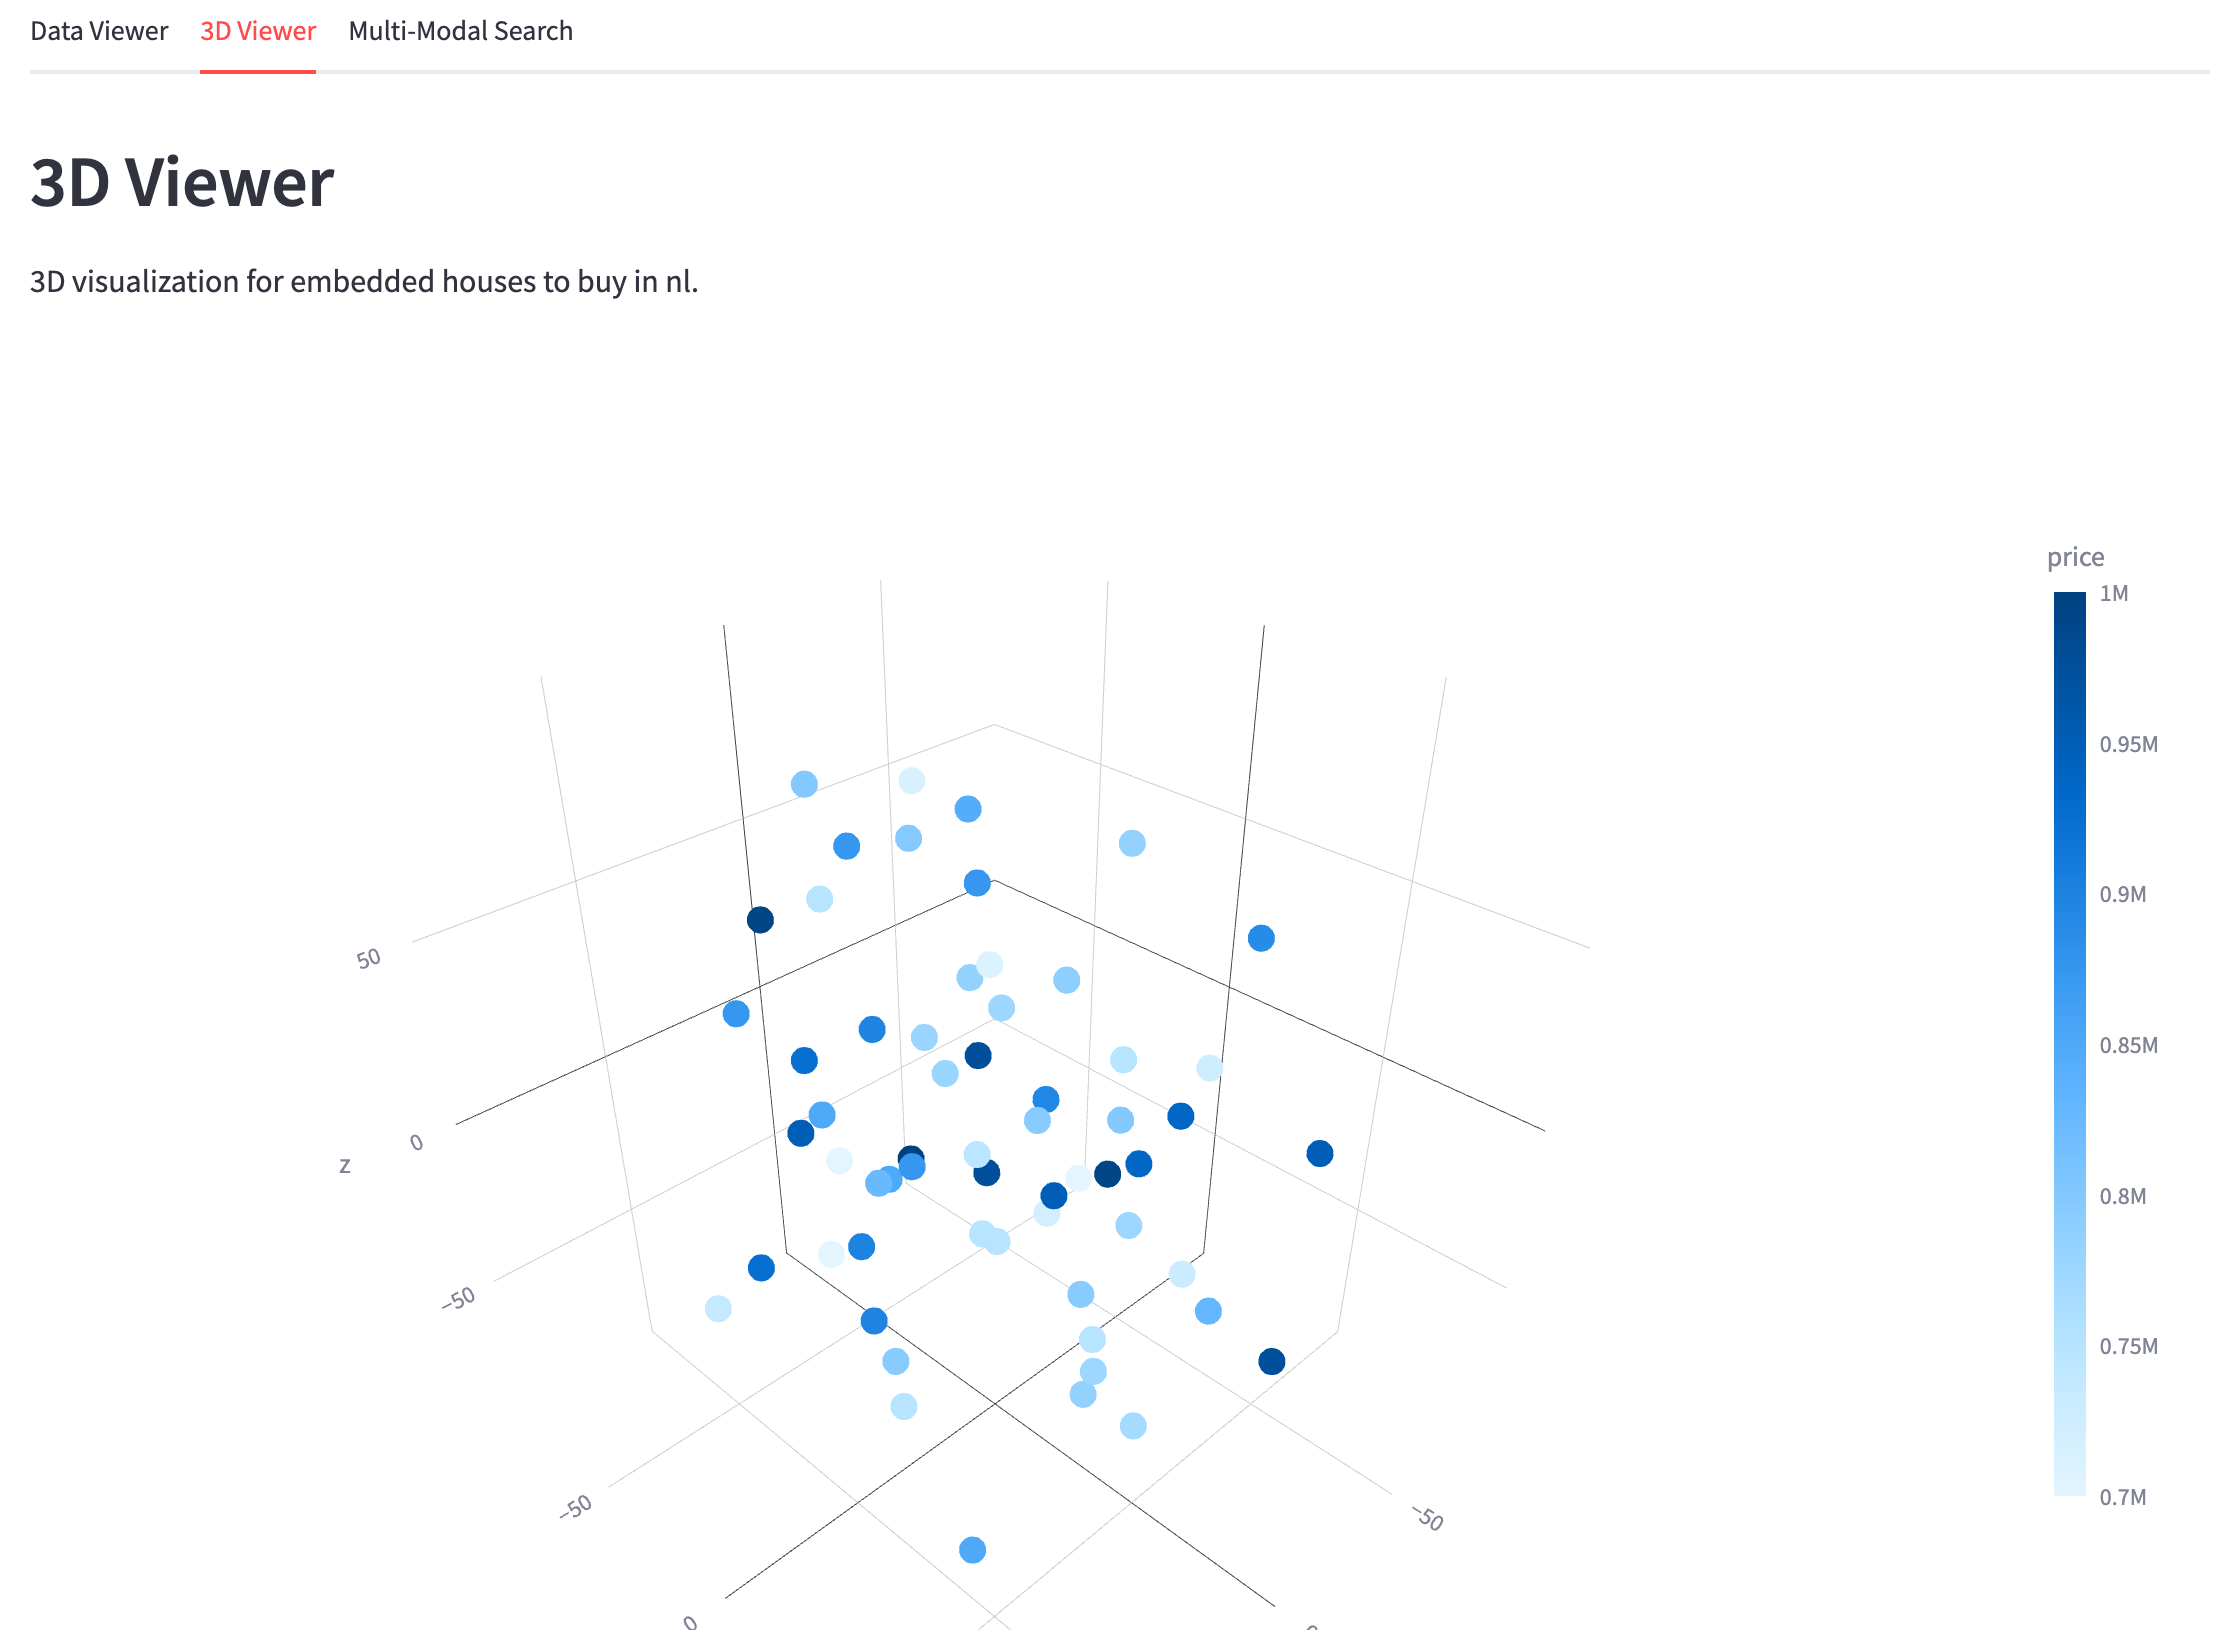 Data Viewer 3D Viewer Multi-Modal Search
3D Viewer
3D visualization for embedded houses to buy in nl.
price
1M
0.95M
0.9M
0.85M
0.8M
0.75M
0.7M
50
0
z
−50
−50
−50
0